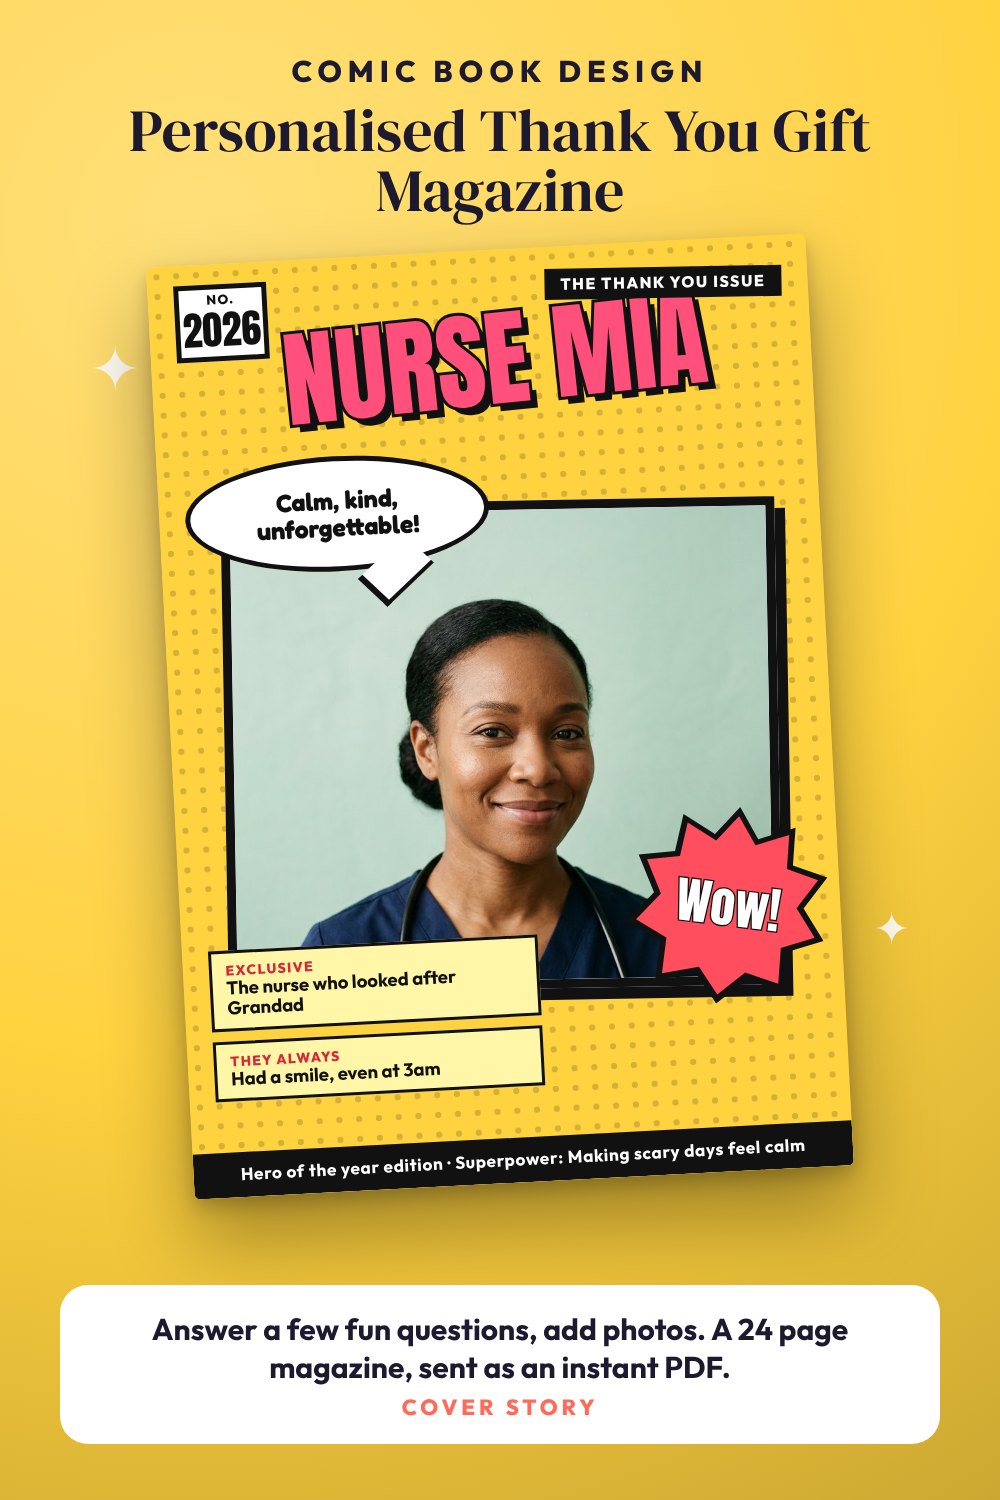 COMIC BOOK DESIGN
Personalised Thank You Gift
Magazine
NO.
2026
THE THANK YOU ISSUE
NURSE MIA
Calm, kind,
unforgettable!
Wow!
EXCLUSIVE
The nurse who looked after
Grandad
THEY ALWAYS
Had a smile, even at 3am
Hero of the year edition · Superpower: Making scary days feel calm
Answer a few fun questions, add photos. A 24 page
magazine, sent as an instant PDF.
COVER STORY